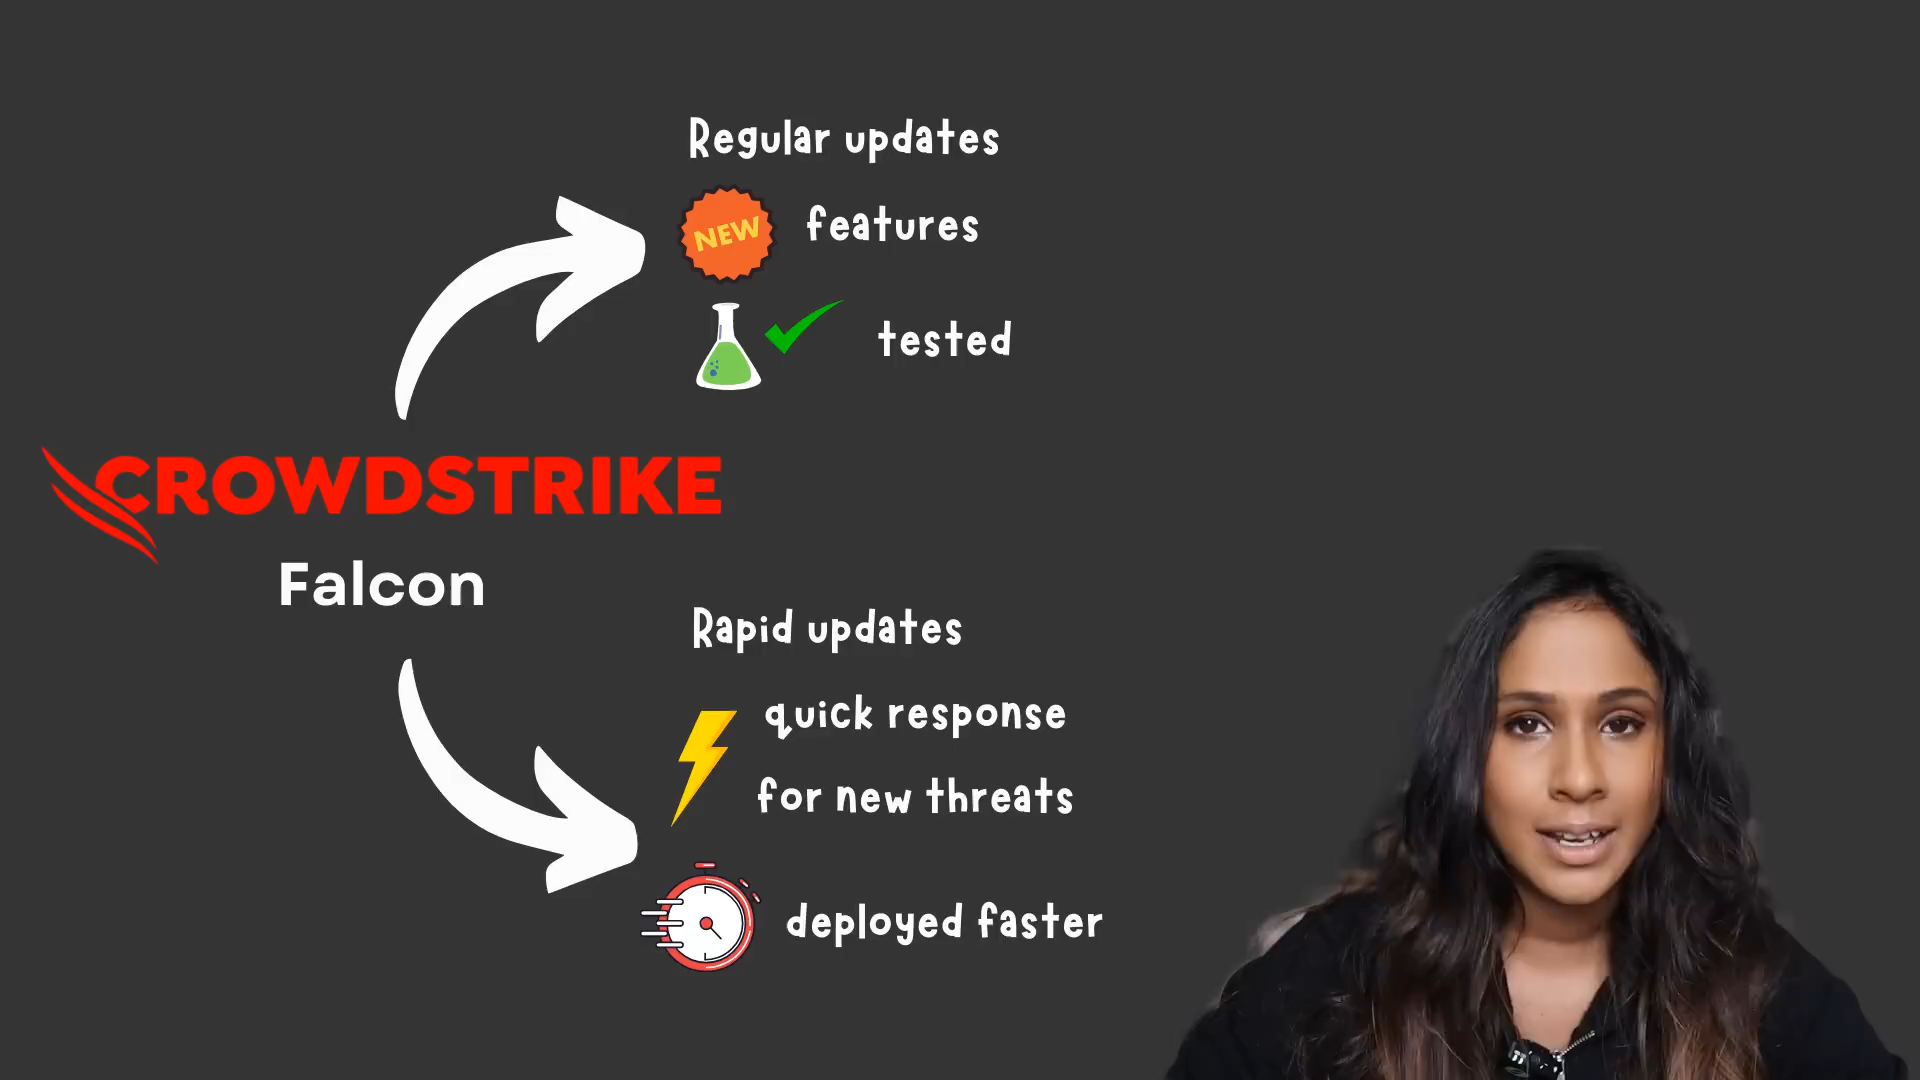 Regular updates
NEW features
tested
CROWDSTRIKE
Falcon
Rapid updates
quick response
for new threats
deployed faster